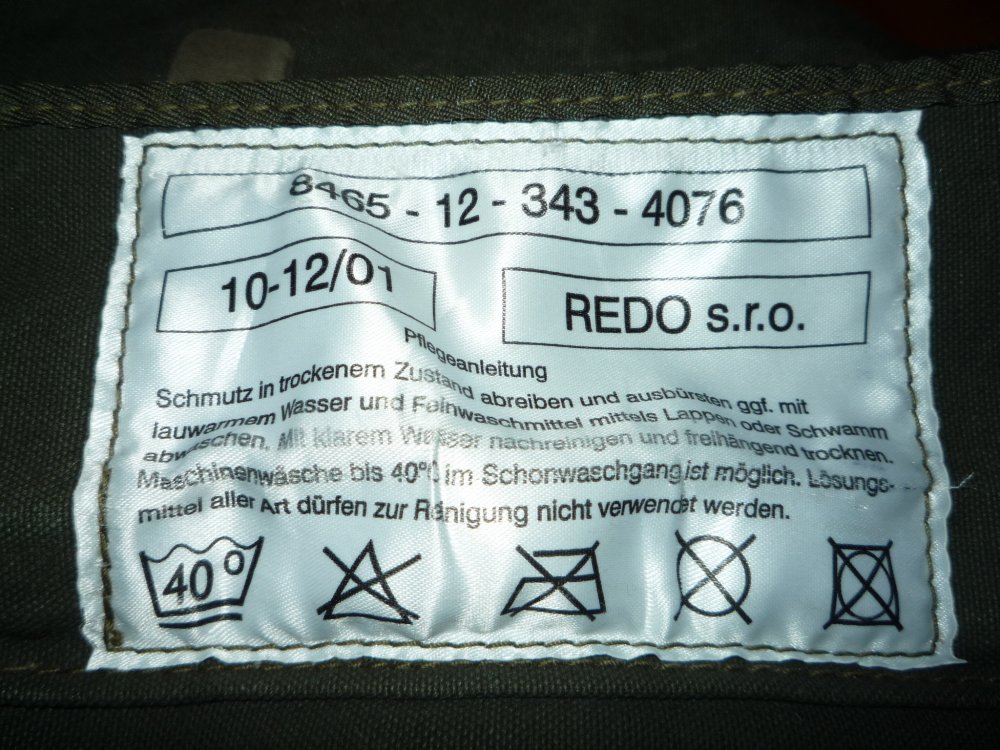 8465 - 12 - 343 - 4076
10-12/01
REDO s.r.o.
Pflegeanleitung
Schmutz in trockenem Zustand abreiben und ausbürsten ggf. mit
lauwarmem Wasser und Feinwaschmittel mittels Lappen oder Schwamm
abwaschen. Mit klarem Wasser nachreinigen und freihängend trocknen.
Maschinenwäsche bis 40°C im Schonwaschgang ist möglich. Lösungs-
mittel aller Art dürfen zur Reinigung nicht verwendet werden.
40°